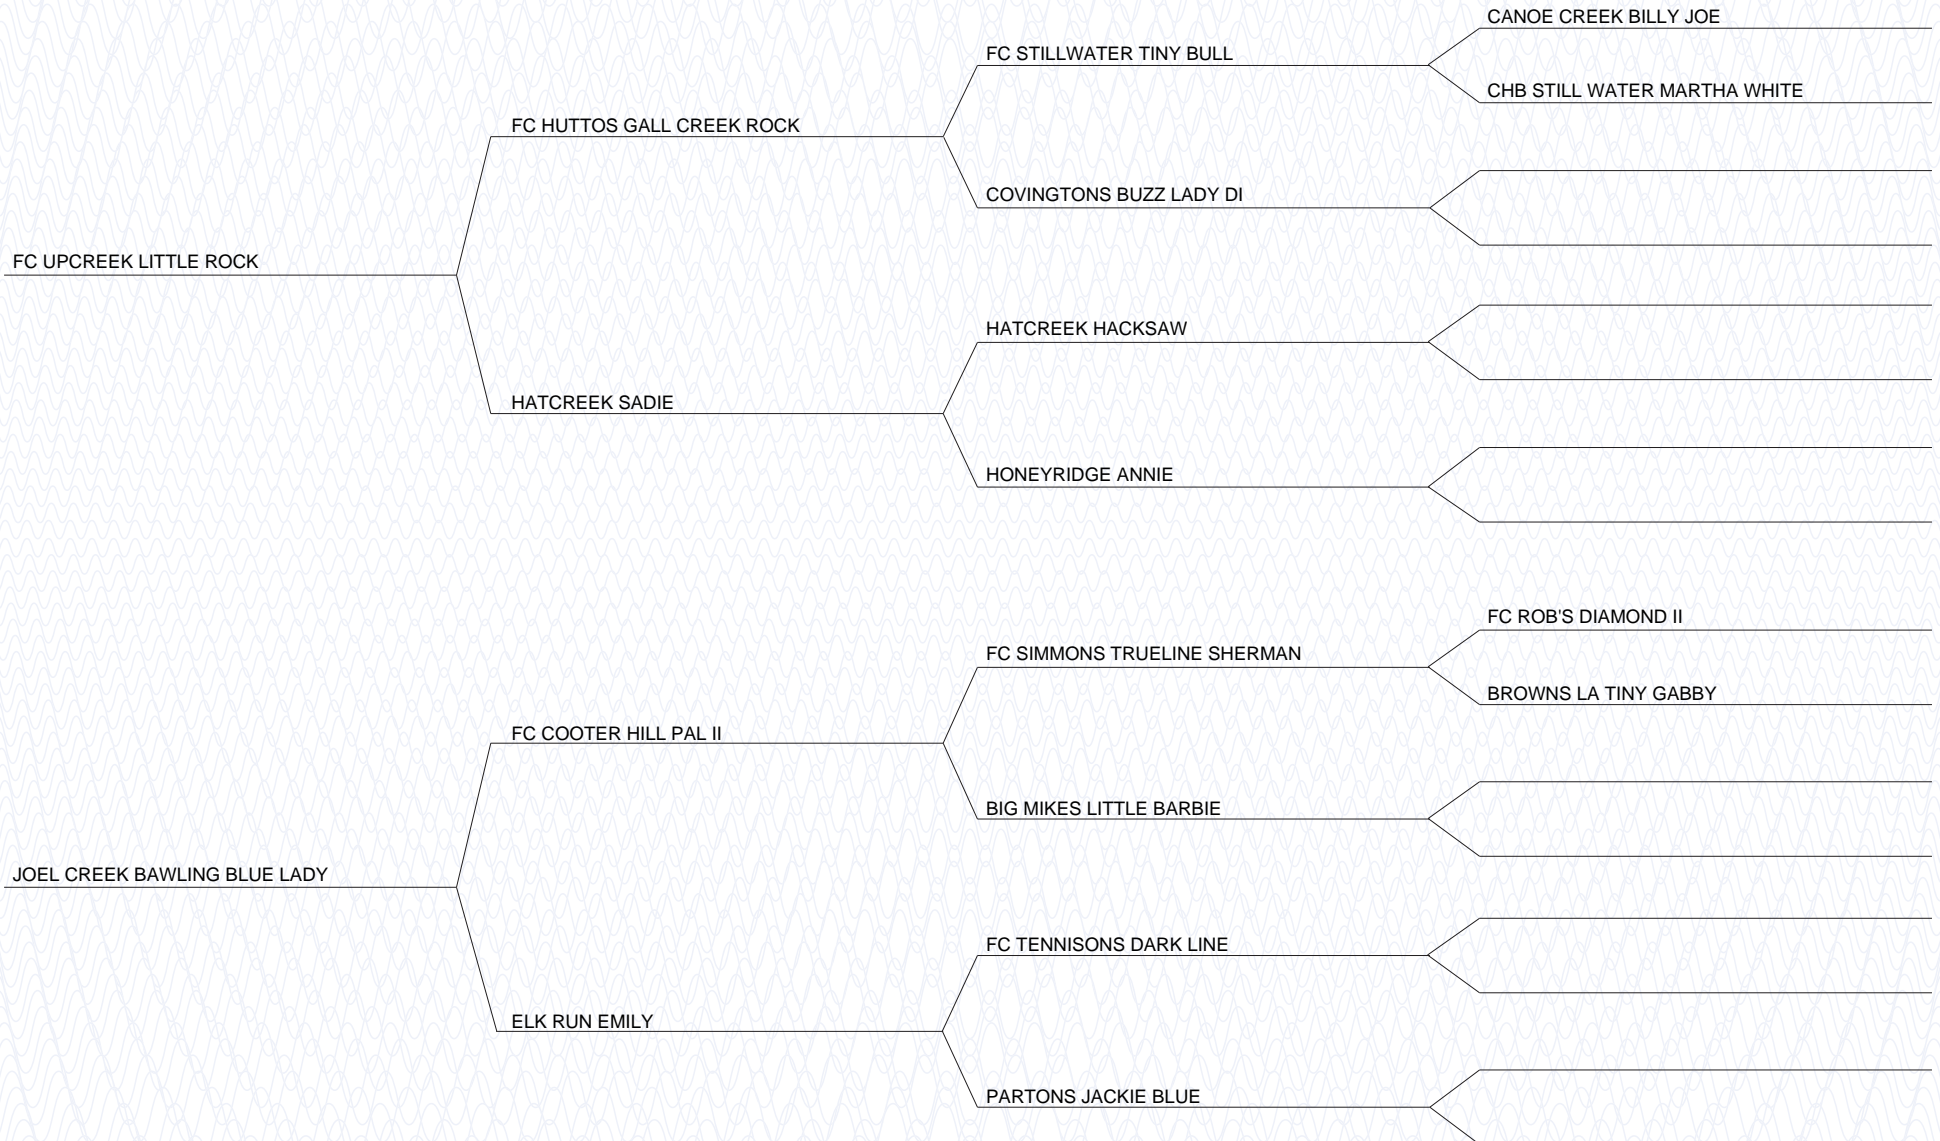 CANOE CREEK BILLY JOE
FC STILLWATER TINY BULL
CHB STILL WATER MARTHA WHITE
FC HUTTOS GALL CREEK ROCK
COVINGTONS BUZZ LADY DI
FC UPCREEK LITTLE ROCK
HATCREEK HACKSAW
HATCREEK SADIE
HONEYRIDGE ANNIE
FC ROB'S DIAMOND II
FC SIMMONS TRUELINE SHERMAN
BROWNS LA TINY GABBY
FC COOTER HILL PAL II
BIG MIKES LITTLE BARBIE
JOEL CREEK BAWLING BLUE LADY
FC TENNISONS DARK LINE
ELK RUN EMILY
PARTONS JACKIE BLUE